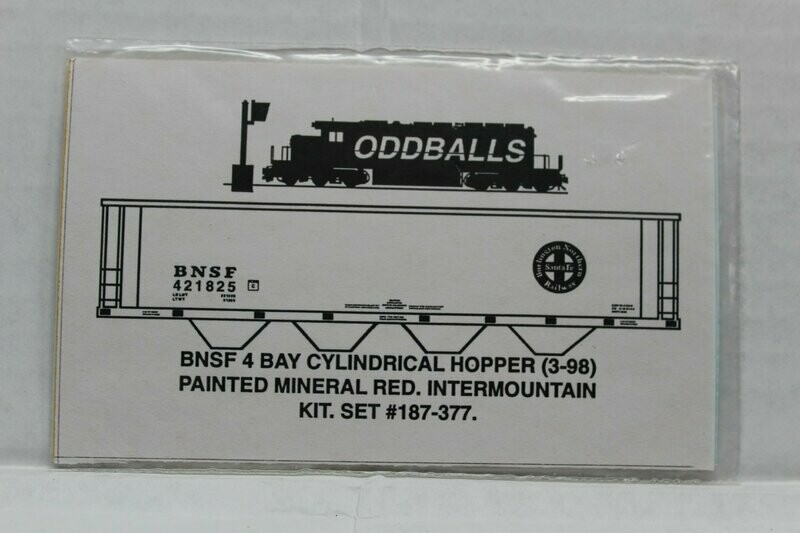 ODDBALLS
BNSF
421825
C
Burlington Northern
Santa Fe
Railway
BNSF 4 BAY CYLINDRICAL HOPPER (3-98)
PAINTED MINERAL RED. INTERMOUNTAIN
KIT. SET #187-377.